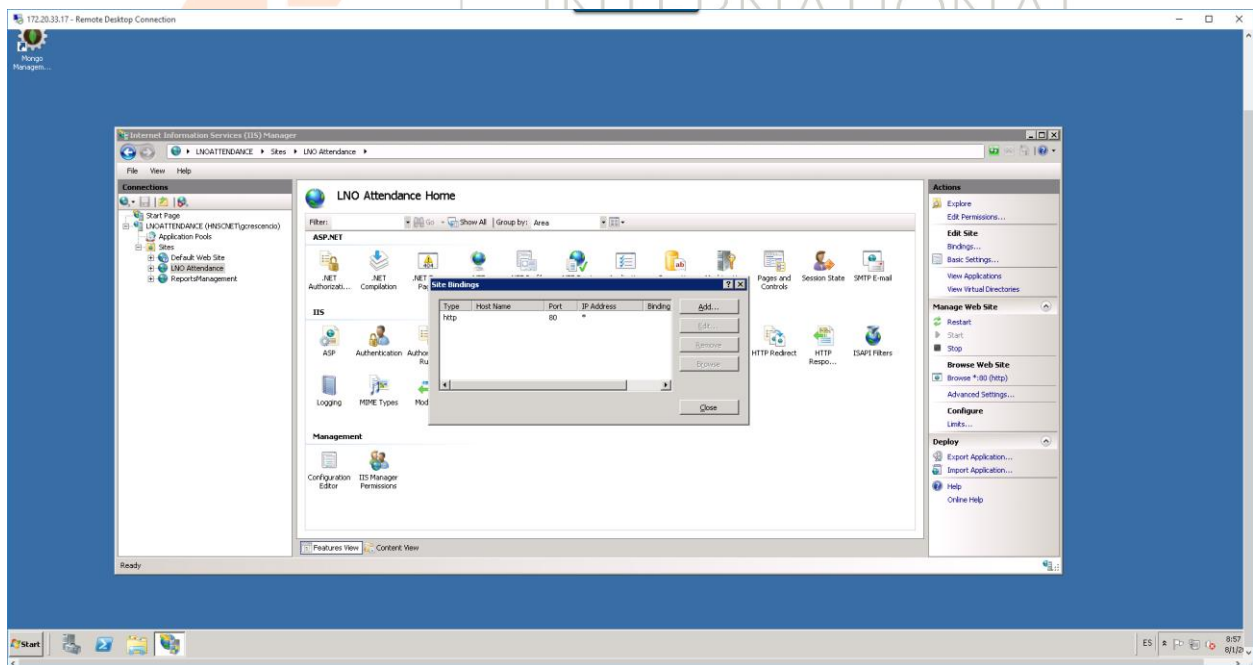 INTERNATIONAL
172.20.33.17 - Remote Desktop Connection
Mongo
Managem...
Internet Information Services (IIS) Manager
LNOATTENDANCE Sites LNO Attendance
File View Help
Connections
Start Page
LNOATTENDANCE (HNSCNET\gcrescencio)
Application Pools
Sites
Default Web Site
LNO Attendance
ReportsManagement
LNO Attendance Home
Filter: Go Show All Group by: Area
ASP.NET
.NET Authorizati...
.NET Compilation
.NET
Pages and Controls
Session State
SMTP E-mail
Site Bindings
Type Host Name Port IP Address Binding
http 80 *
Add...
Edit...
Remove
Browse
Close
IIS
ASP
Authentication
HTTP Redirect
HTTP Respo...
ISAPI Filters
Logging
MIME Types
Management
Configuration Editor
IIS Manager Permissions
Features View Content View
Ready
Actions
Explore
Edit Permissions...
Edit Site
Bindings...
Basic Settings...
View Applications
View Virtual Directories
Manage Web Site
Restart
Start
Stop
Browse Web Site
Browse *:80 (http)
Advanced Settings...
Configure
Limits...
Deploy
Export Application...
Import Application...
Help
Online Help
Start
ES
8:57